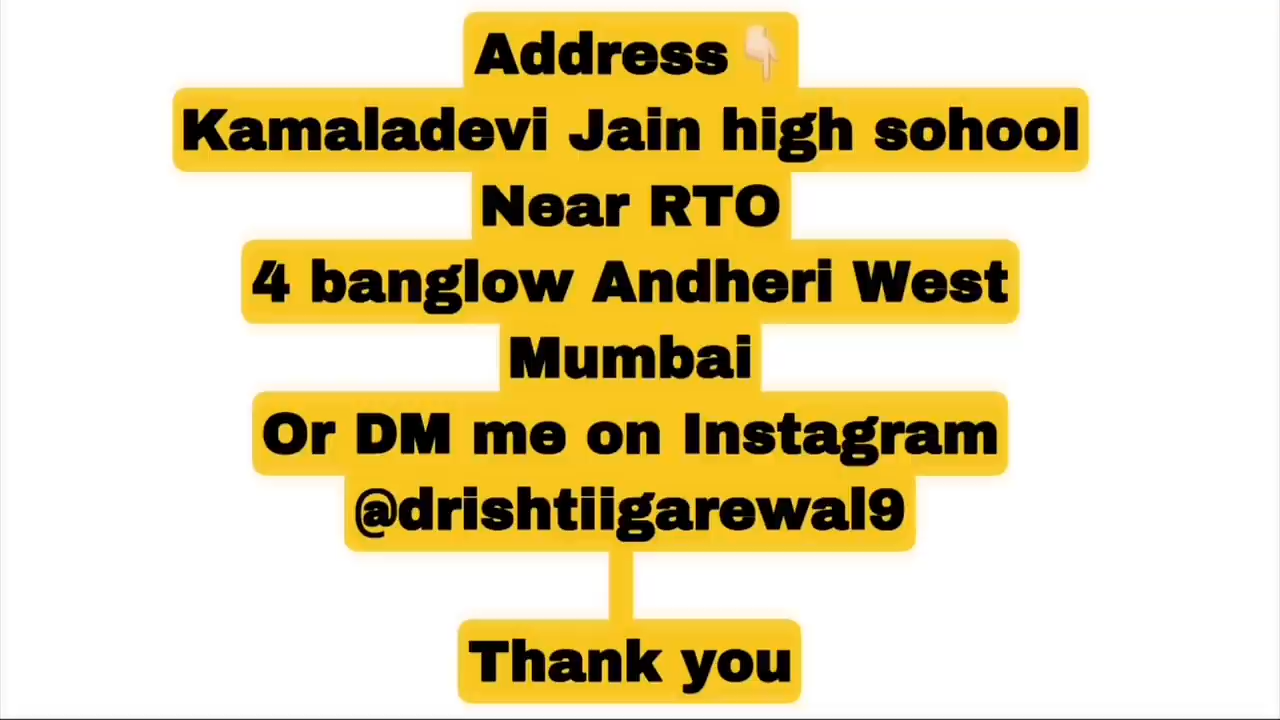 Address👇🏻
Kamaladevi Jain high sohool
Near RTO
4 banglow Andheri West
Mumbai
Or DM me on Instagram
@drishtiigarewal9
Thank you